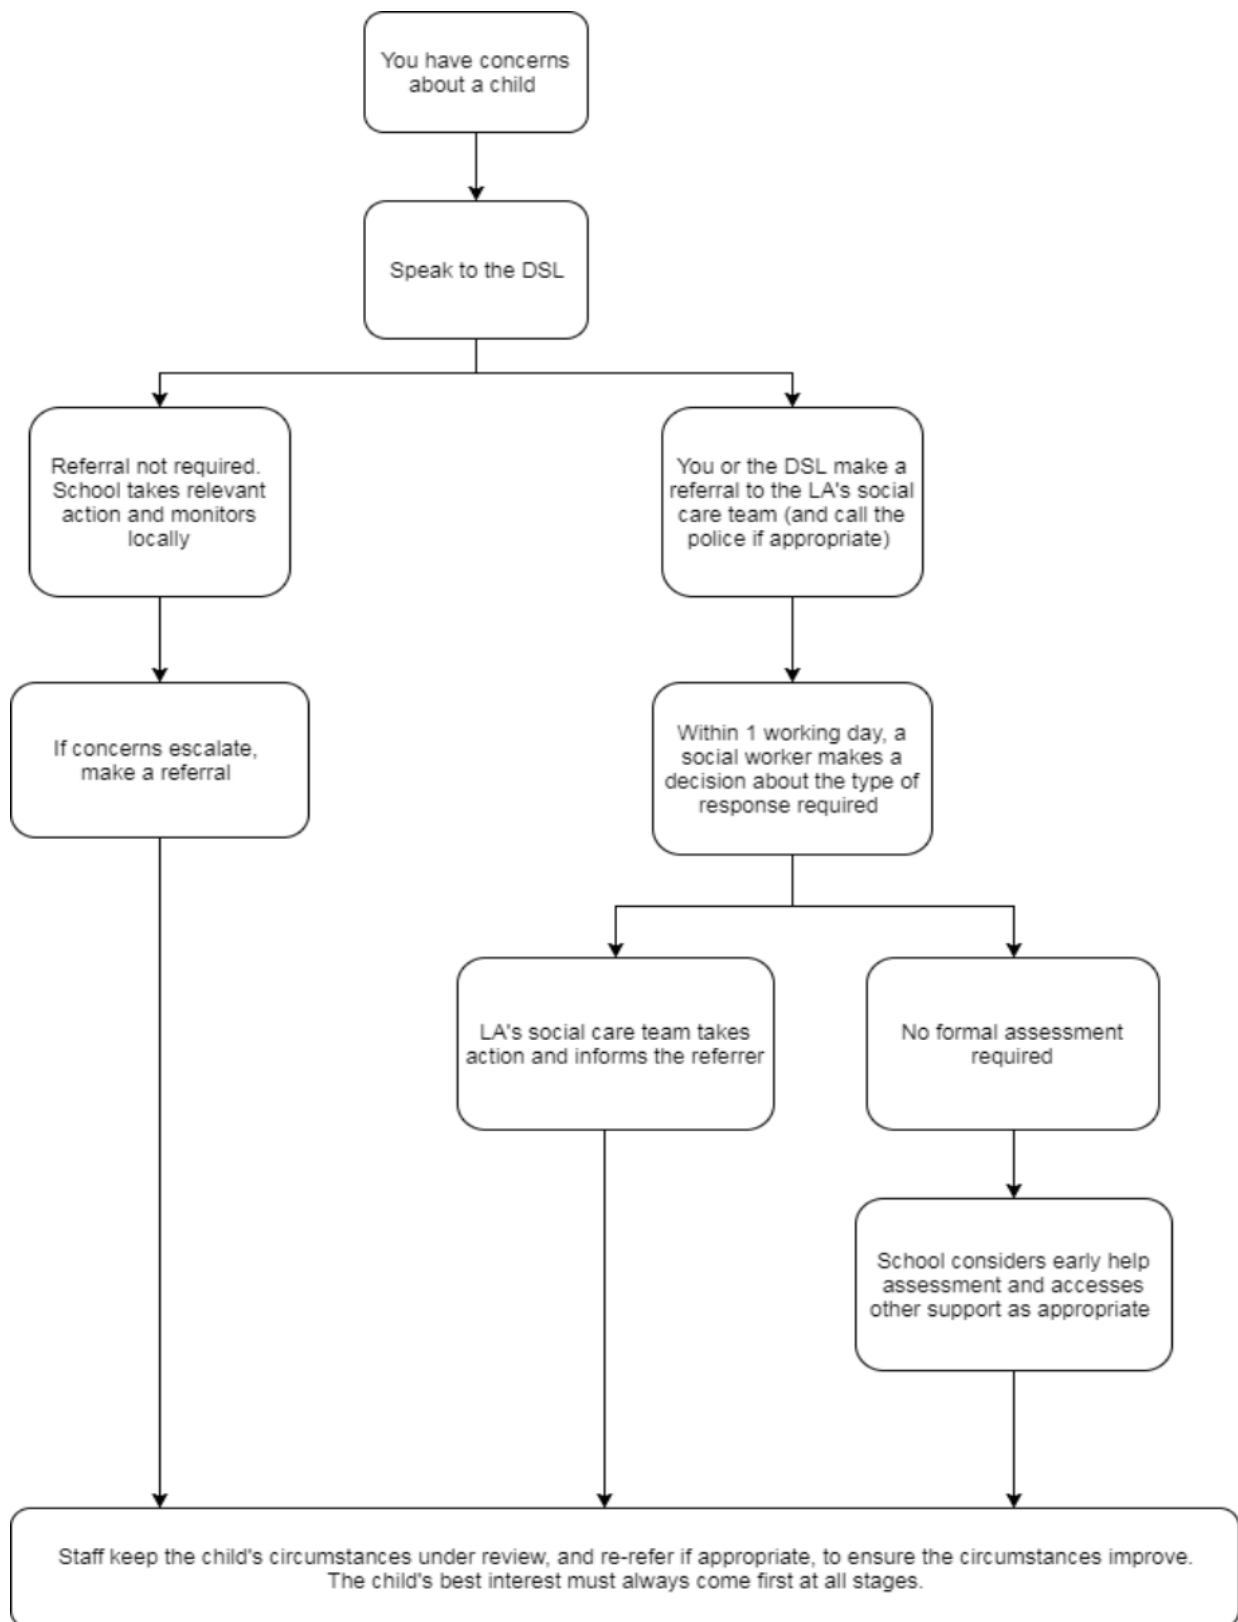 You have concerns
about a child
Speak to the DSL
Referral not required.
School takes relevant
action and monitors
locally
You or the DSL make a
referral to the LA's social
care team (and call the
police if appropriate)
If concerns escalate,
make a referral
Within 1 working day, a
social worker makes a
decision about the type of
response required
LA's social care team takes
action and informs the referrer
No formal assessment
required
School considers early help
assessment and accesses
other support as appropriate
Staff keep the child's circumstances under review, and re-refer if appropriate, to ensure the circumstances improve.
The child's best interest must always come first at all stages.